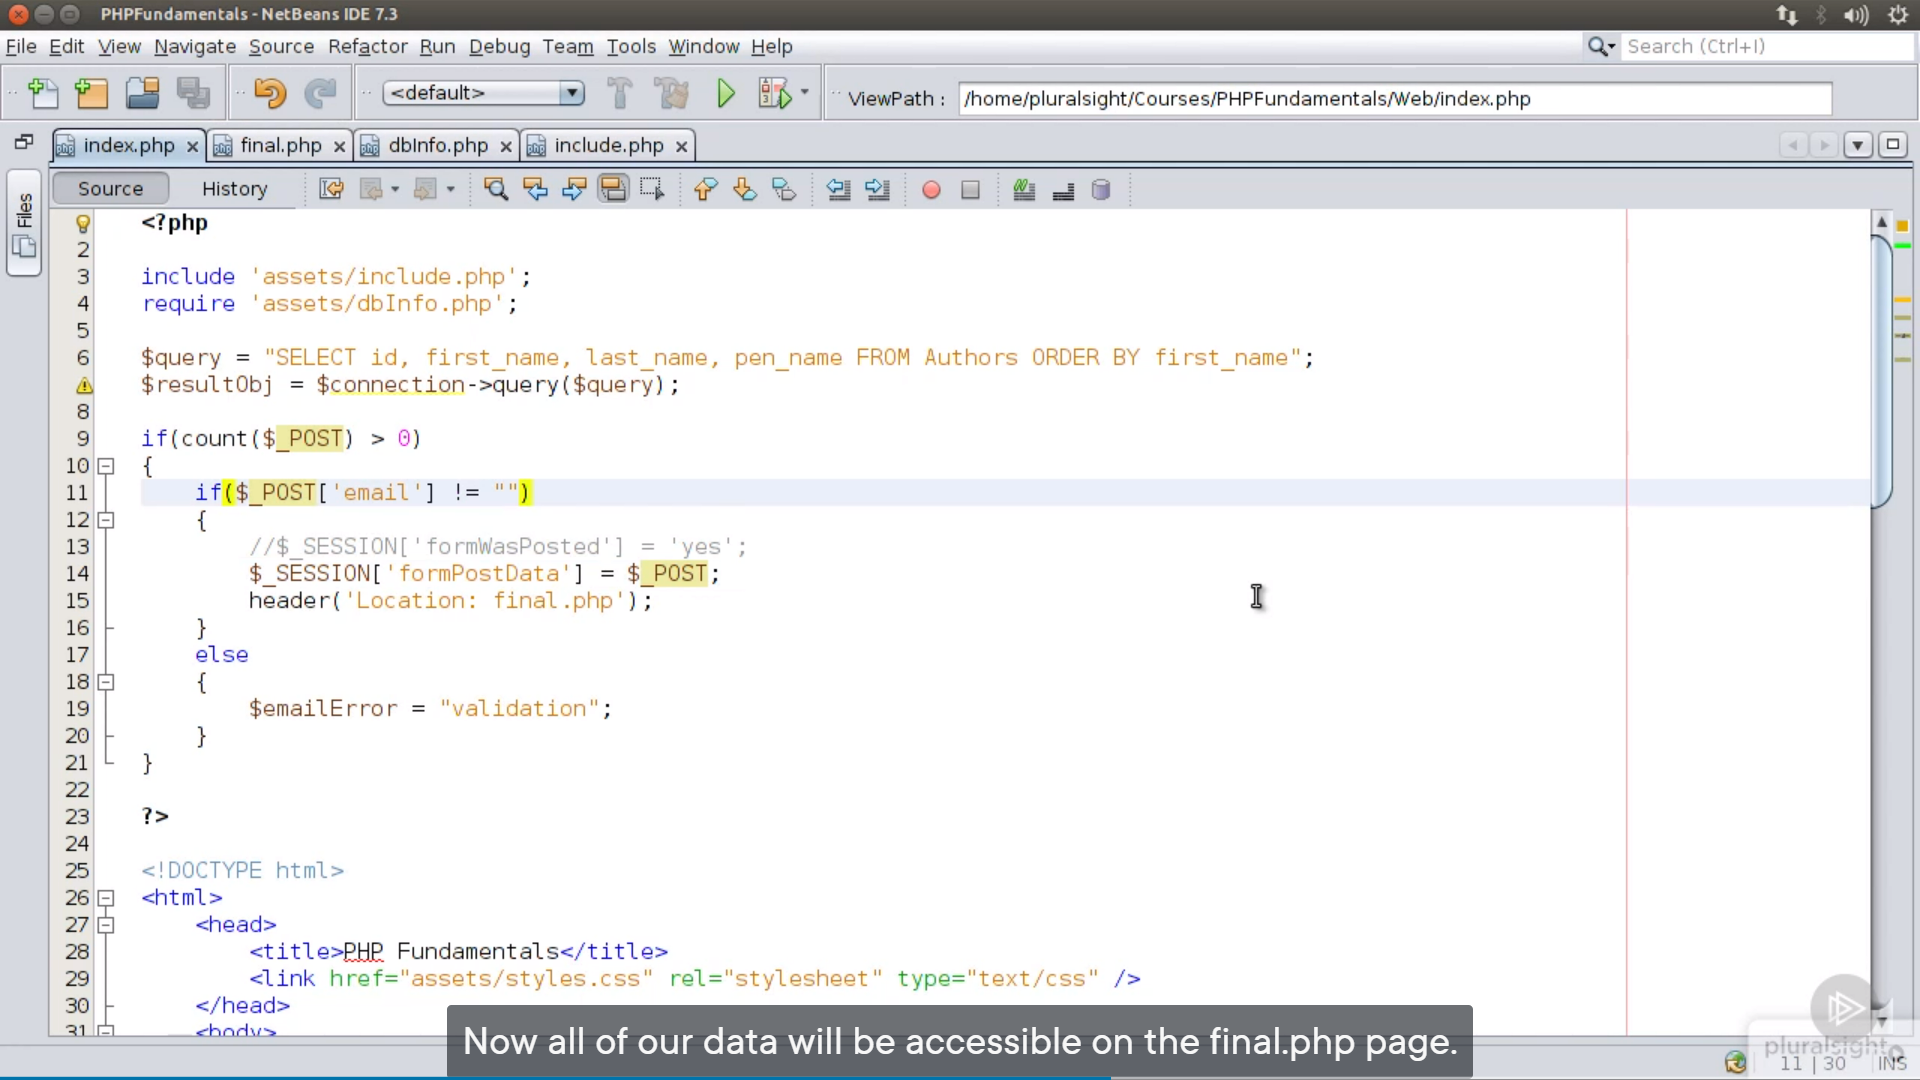 PHPFundamentals - NetBeans IDE 7.3
File Edit View Navigate Source Refactor Run Debug Team Tools Window Help
Search (Ctrl+I)
<default>
ViewPath : /home/pluralsight/Courses/PHPFundamentals/Web/index.php
index.php final.php dbInfo.php include.php
Files
Source History
<?php
2
3 include 'assets/include.php';
4 require 'assets/dbInfo.php';
5
6 $query = "SELECT id, first_name, last_name, pen_name FROM Authors ORDER BY first_name";
$resultObj = $connection->query($query);
8
9 if(count($_POST) > 0)
10 {
11 if($_POST['email'] != "")
12 {
13 //$_SESSION['formWasPosted'] = 'yes';
14 $_SESSION['formPostData'] = $_POST;
15 header('Location: final.php');
16 }
17 else
18 {
19 $emailError = "validation";
20 }
21 }
22
23 ?>
24
25 <!DOCTYPE html>
26 <html>
27 <head>
28 <title>PHP Fundamentals</title>
29 <link href="assets/styles.css" rel="stylesheet" type="text/css" />
30 </head>
31 <body>
Now all of our data will be accessible on the final.php page.
pluralsight
11 | 30 INS